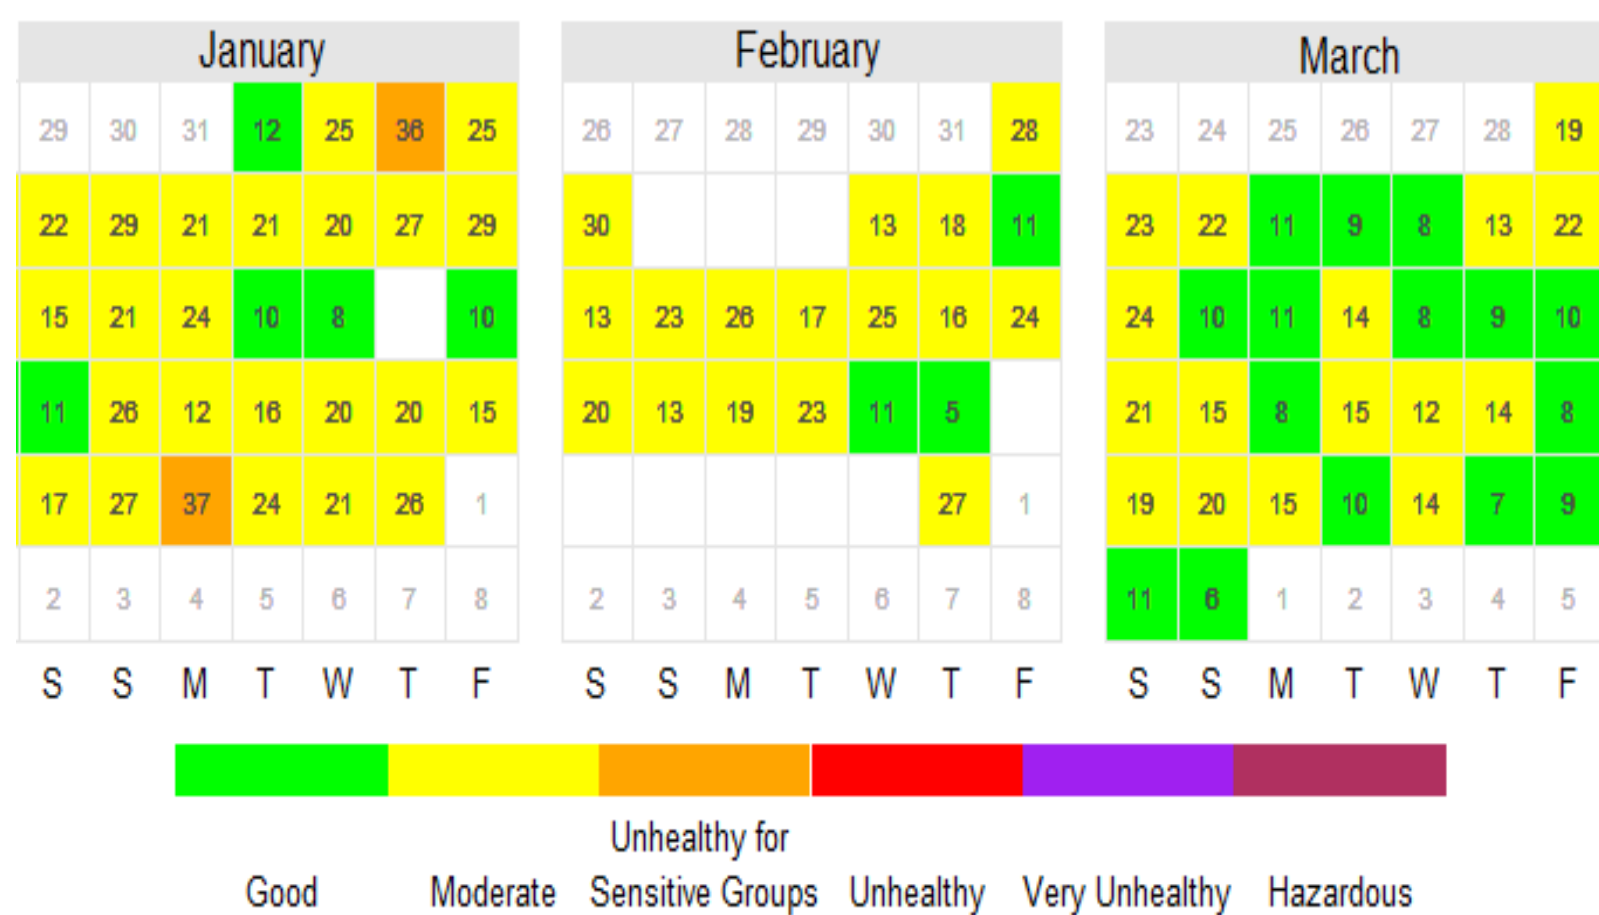 January February March
29 30 31 12 25 36 25 26 27 28 29 30 31 28 23 24 25 26 27 28 19
22 29 21 21 20 27 29 30 13 18 11 23 22 11 9 8 13 22
15 21 24 10 8 10 13 23 26 17 25 16 24 24 10 11 14 8 9 10
11 26 12 16 20 20 15 20 13 19 23 11 5 21 15 8 15 12 14 8
17 27 37 24 21 26 1 27 1 19 20 15 10 14 7 9
2 3 4 5 6 7 8 2 3 4 5 6 7 8 11 6 1 2 3 4 5
S S M T W T F S S M T W T F S S M T W T F
Unhealthy for
Good Moderate Sensitive Groups Unhealthy Very Unhealthy Hazardous